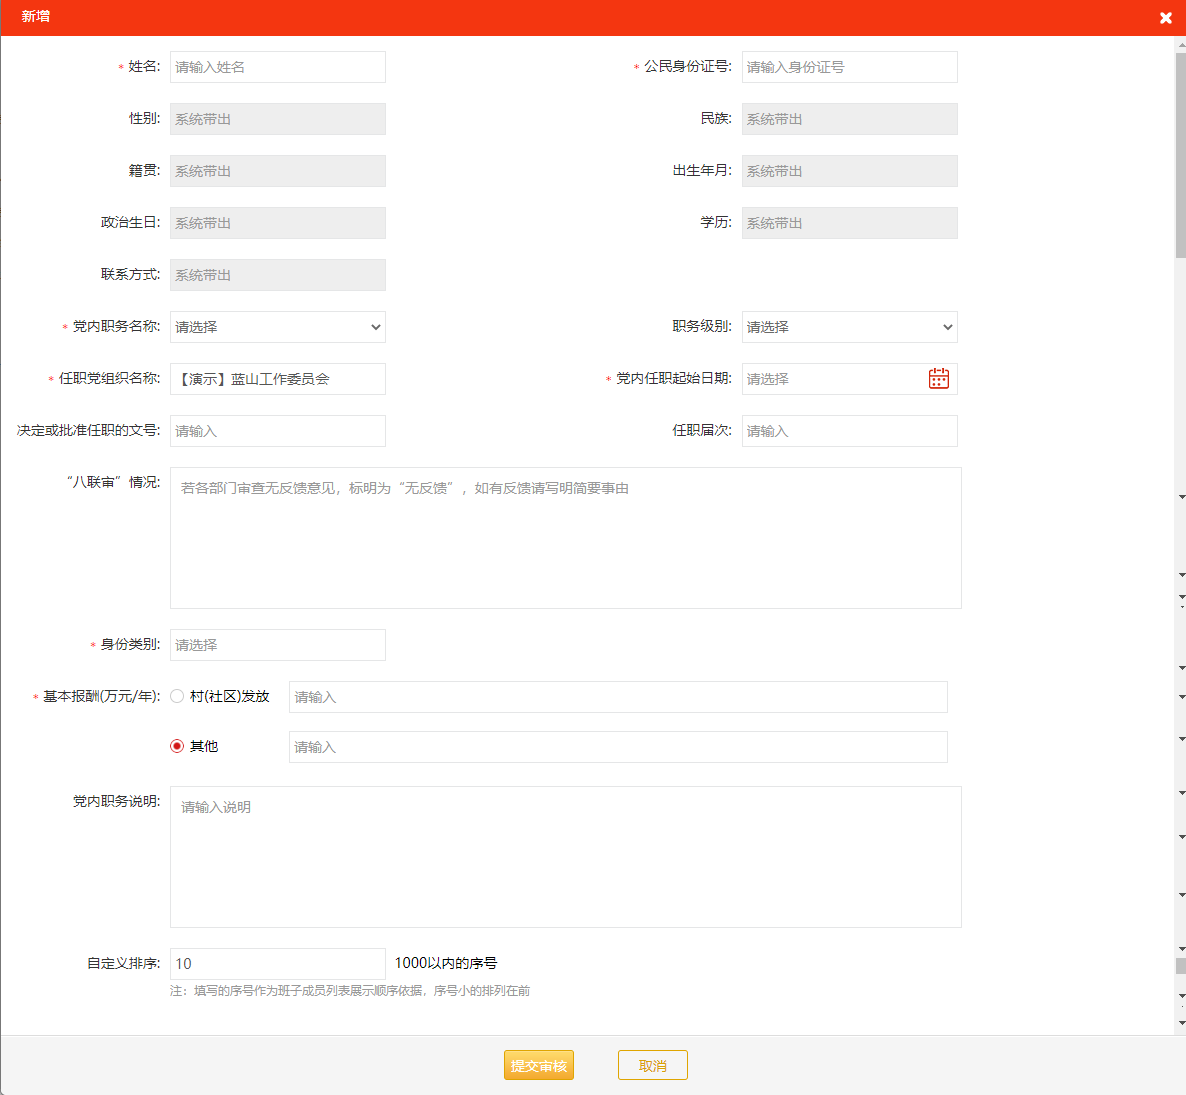 新增
* 姓名: 请输入姓名
* 公民身份证号: 请输入身份证号
性别: 系统带出
民族: 系统带出
籍贯: 系统带出
出生年月: 系统带出
政治生日: 系统带出
学历: 系统带出
联系方式: 系统带出
* 党内职务名称: 请选择
职务级别: 请选择
* 任职党组织名称: 【演示】蓝山工作委员会
* 党内任职起始日期: 请选择
决定或批准任职的文号: 请输入
任职届次: 请输入
“八联审”情况: 若各部门审查无反馈意见，标明为“无反馈”，如有反馈请写明简要事由
* 身份类别: 请选择
* 基本报酬(万元/年): 村(社区)发放 请输入
其他 请输入
党内职务说明: 请输入说明
自定义排序: 10 1000以内的序号
注：填写的序号作为班子成员列表展示顺序依据，序号小的排列在前
提交审核 取消